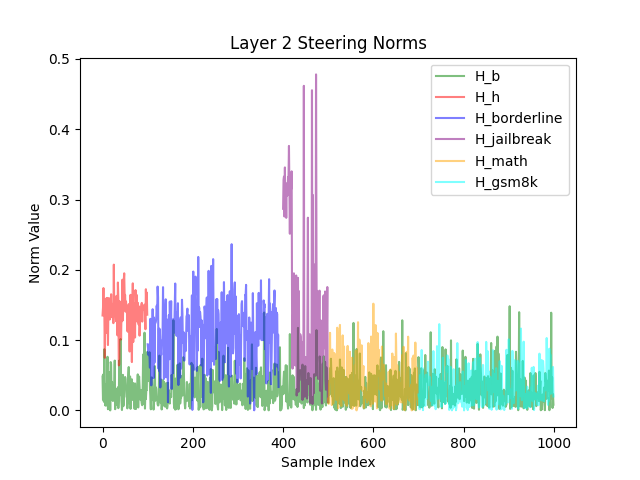 Layer 2 Steering Norms
Norm Value
0.5
0.4
0.3
0.2
0.1
0.0
H_b
H_h
H_borderline
H_jailbreak
H_math
H_gsm8k
0 200 400 600 800 1000
Sample Index